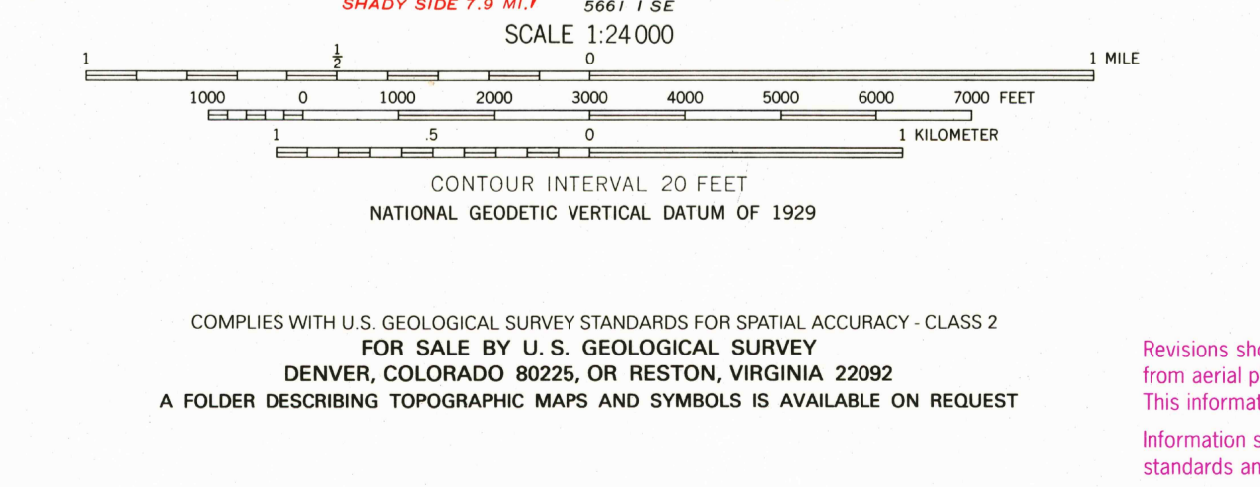 SHADY SIDE 7.9 MI.
5661 I SE
SCALE 1:24 000
1 1/2 0 1 MILE
1000 0 1000 2000 3000 4000 5000 6000 7000 FEET
1 .5 0 1 KILOMETER
CONTOUR INTERVAL 20 FEET
NATIONAL GEODETIC VERTICAL DATUM OF 1929
COMPLIES WITH U.S. GEOLOGICAL SURVEY STANDARDS FOR SPATIAL ACCURACY - CLASS 2
FOR SALE BY U. S. GEOLOGICAL SURVEY
DENVER, COLORADO 80225, OR RESTON, VIRGINIA 22092
A FOLDER DESCRIBING TOPOGRAPHIC MAPS AND SYMBOLS IS AVAILABLE ON REQUEST
Revisions
from aerial
This
Information
standards